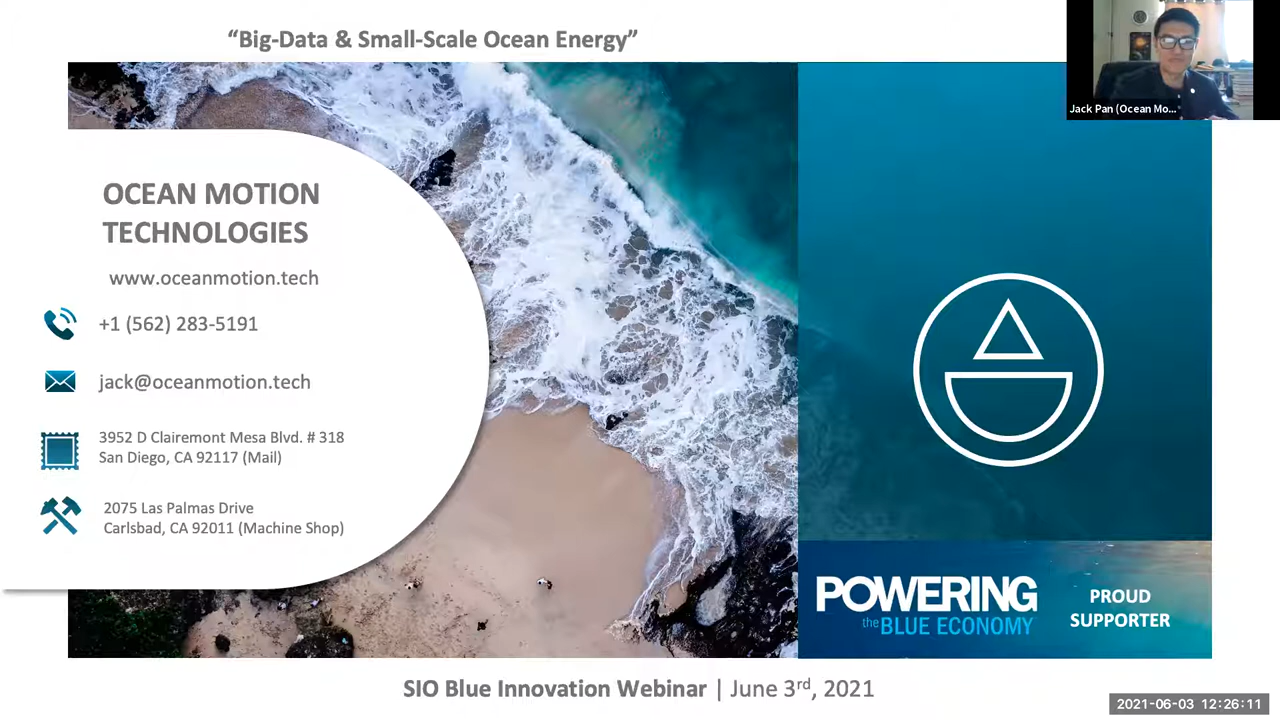 “Big-Data & Small-Scale Ocean Energy”
Jack Pan (Ocean Mo...
OCEAN MOTION
TECHNOLOGIES
www.oceanmotion.tech
+1 (562) 283-5191
jack@oceanmotion.tech
3952 D Clairemont Mesa Blvd. # 318
San Diego, CA 92117 (Mail)
2075 Las Palmas Drive
Carlsbad, CA 92011 (Machine Shop)
POWERING
the BLUE ECONOMY
PROUD
SUPPORTER
SIO Blue Innovation Webinar | June 3rd, 2021
2021-06-03 12:26:11